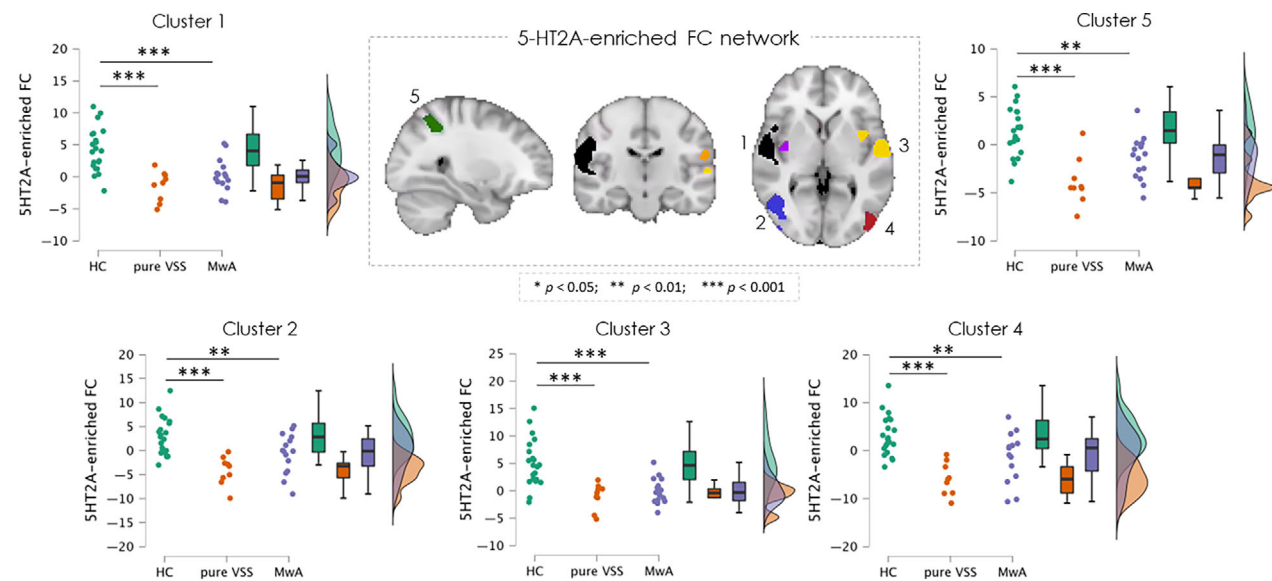 Cluster 1
20
15
10
5
0
−5
−10
5HT2A−enriched FC
***
***
HC pure VSS MwA
5-HT2A-enriched FC network
5
1
2
3
4
* p < 0.05; ** p < 0.01; *** p < 0.001
Cluster 5
10
5
0
−5
−10
5HT2A−enriched FC
**
***
HC pure VSS MwA
Cluster 2
20
15
10
5
0
−5
−10
−15
−20
5HT2A−enriched FC
**
***
HC pure VSS MwA
Cluster 3
25
20
15
10
5
0
−5
−10
5HT2A−enriched FC
***
***
HC pure VSS MwA
Cluster 4
20
10
0
−10
−20
5HT2A−enriched FC
**
***
HC pure VSS MwA